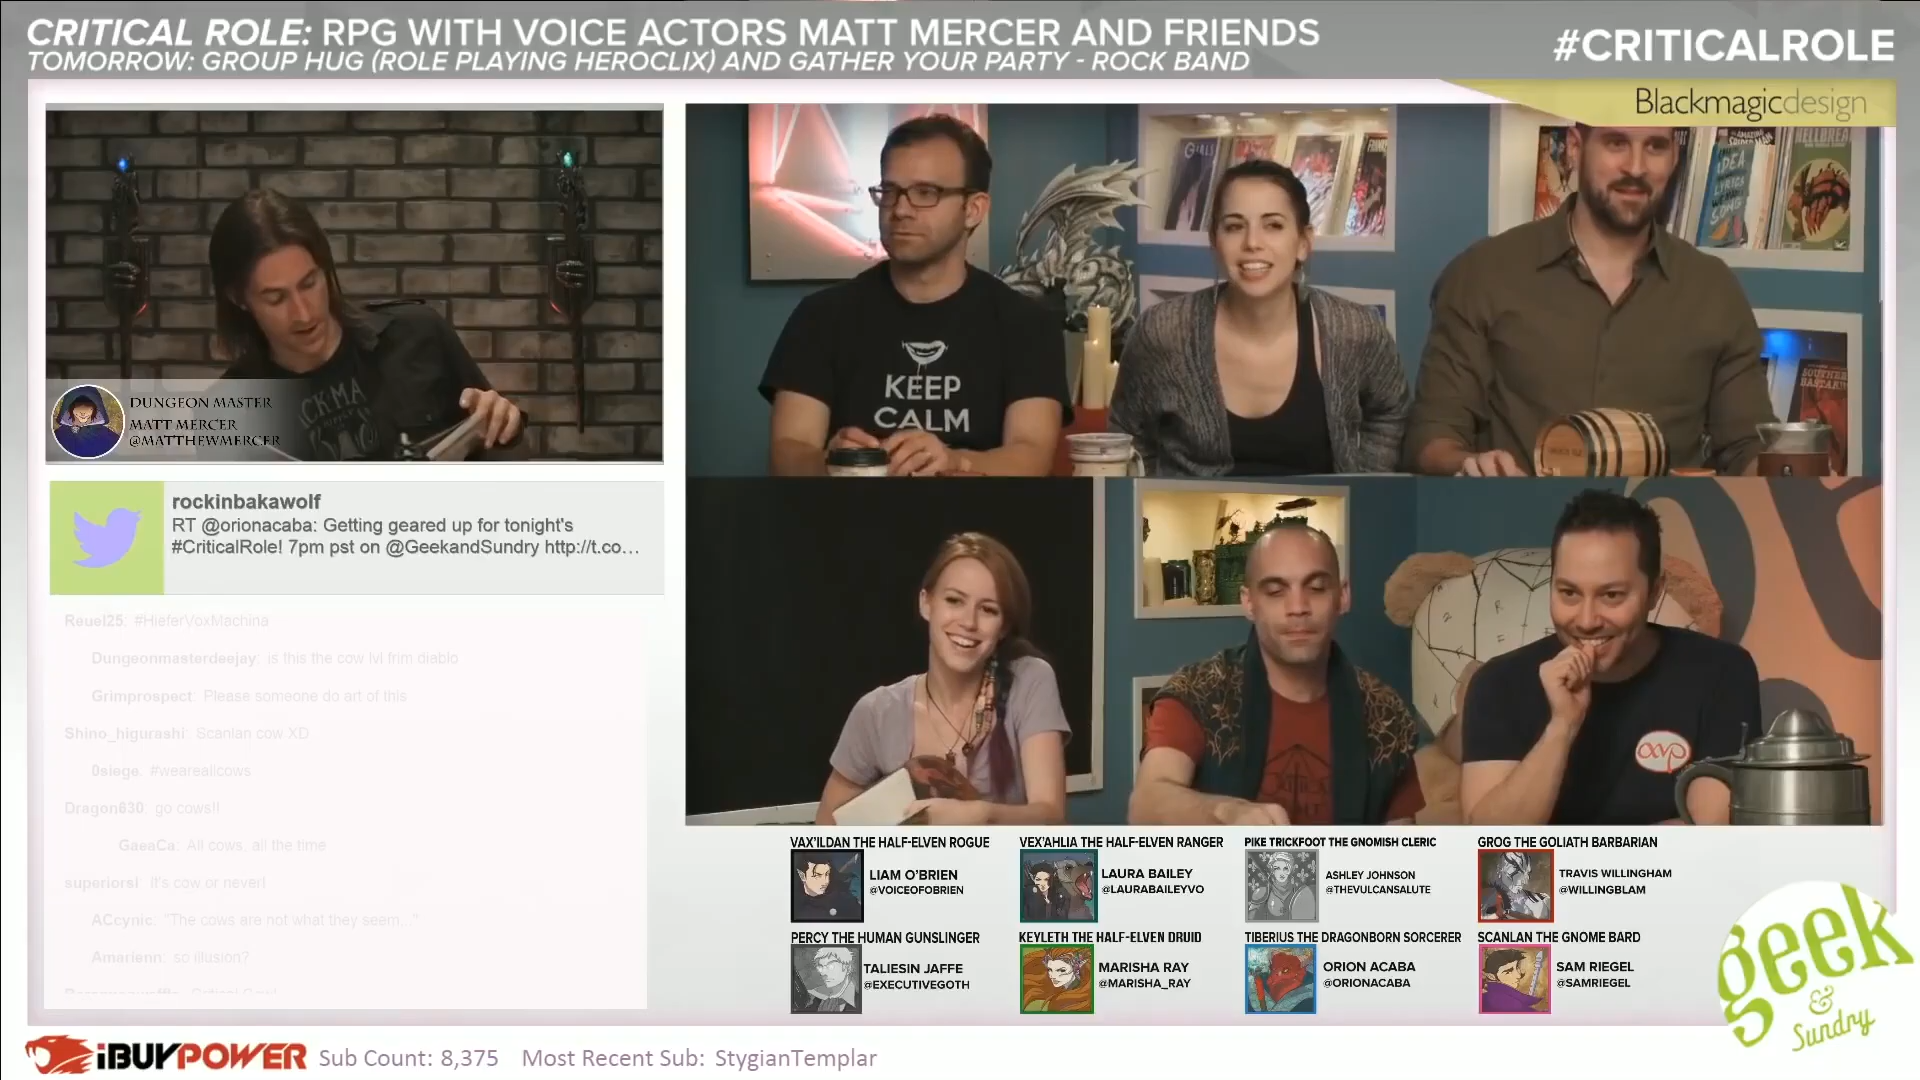 CRITICAL ROLE: RPG WITH VOICE ACTORS MATT MERCER AND FRIENDS
TOMORROW: GROUP HUG (ROLE PLAYING HEROCLIX) AND GATHER YOUR PARTY - ROCK BAND
#CRITICALROLE
Blackmagicdesign
GIRLS
IDEA
LYRICS
SONG
KEEP
CALM
DUNGEON MASTER
MATT MERCER
@MATTHEWMERCER
rockinbakawolf
RT @orionacaba: Getting geared up for tonight's
#CriticalRole! 7pm pst on @GeekandSundry http://t.co…
Reuel25: #HieferVoxMachina
Dungeonmasterdeejay: is this the cow lvl frim diablo
Grimprospect: Please someone do art of this
Shino_higurashi: Scanlan cow XD
0siege: #weareallcows
Dragon630: go cows!!
GaeaCa: All cows, all the time
superiorsl: It's cow or never!
ACcynic: "The cows are not what they seem..."
Amarienn: so illusion?
VAX'ILDAN THE HALF-ELVEN ROGUE
LIAM O'BRIEN
@VOICEOFOBRIEN
VEX'AHLIA THE HALF-ELVEN RANGER
LAURA BAILEY
@LAURABAILEYVO
PIKE TRICKFOOT THE GNOMISH CLERIC
ASHLEY JOHNSON
@THEVULCANSALUTE
GROG THE GOLIATH BARBARIAN
TRAVIS WILLINGHAM
@WILLINGBLAM
PERCY THE HUMAN GUNSLINGER
TALIESIN JAFFE
@EXECUTIVEGOTH
KEYLETH THE HALF-ELVEN DRUID
MARISHA RAY
@MARISHA_RAY
TIBERIUS THE DRAGONBORN SORCERER
ORION ACABA
@ORIONACABA
SCANLAN THE GNOME BARD
SAM RIEGEL
@SAMRIEGEL
geek
&
Sundry
iBUYPOWER
Sub Count: 8,375 Most Recent Sub: StygianTemplar